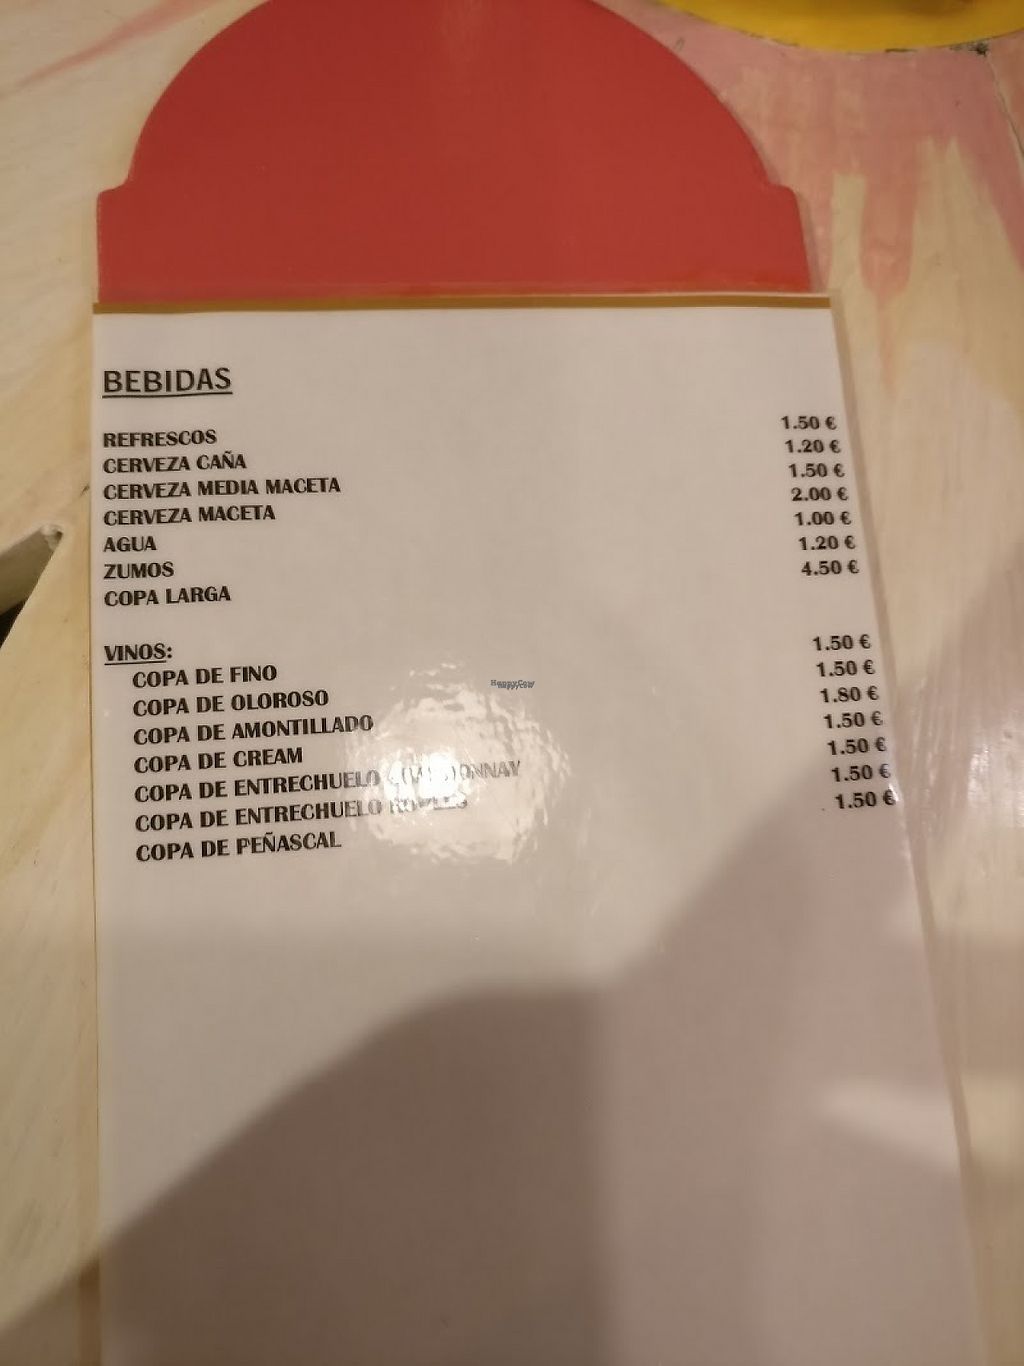 BEBIDAS
REFRESCOS 1.50 €
CERVEZA CAÑA 1.20 €
CERVEZA MEDIA MACETA 1.50 €
CERVEZA MACETA 2.00 €
AGUA 1.00 €
ZUMOS 1.20 €
COPA LARGA 4.50 €
VINOS:
COPA DE FINO 1.50 €
COPA DE OLOROSO 1.50 €
COPA DE AMONTILLADO 1.80 €
COPA DE CREAM 1.50 €
COPA DE ENTRECHUELO CHARDONNAY 1.50 €
COPA DE ENTRECHUELO 1.50 €
COPA DE PEÑASCAL 1.50 €
HappyCow